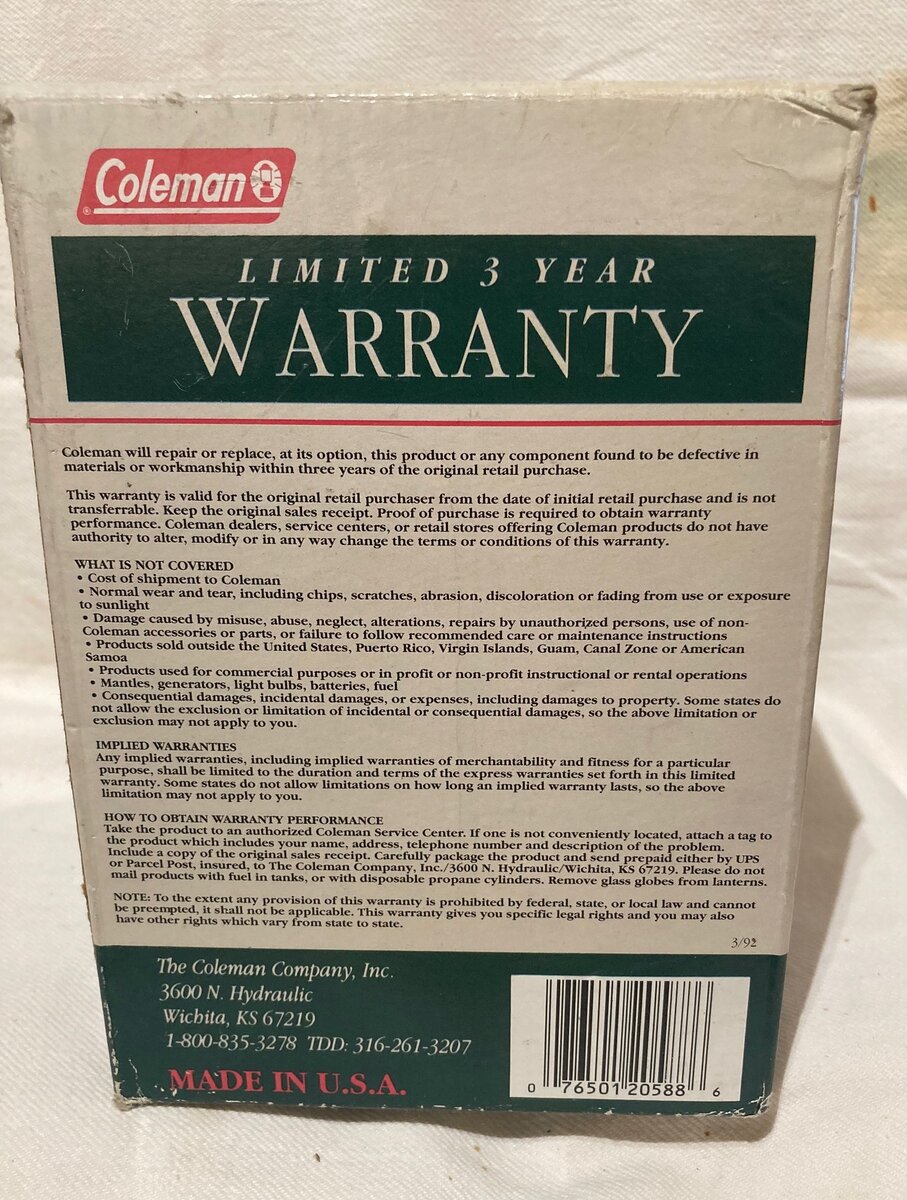 Coleman
®
LIMITED 3 YEAR
WARRANTY
Coleman will repair or replace, at its option, this product or any component found to be defective in
materials or workmanship within three years of the original retail purchase.
This warranty is valid for the original retail purchaser from the date of initial retail purchase and is not
transferrable. Keep the original sales receipt. Proof of purchase is required to obtain warranty
performance. Coleman dealers, service centers, or retail stores offering Coleman products do not have
authority to alter, modify or in any way change the terms or conditions of this warranty.
WHAT IS NOT COVERED
• Cost of shipment to Coleman
• Normal wear and tear, including chips, scratches, abrasion, discoloration or fading from use or exposure
to sunlight
• Damage caused by misuse, abuse, neglect, alterations, repairs by unauthorized persons, use of non-
Coleman accessories or parts, or failure to follow recommended care or maintenance instructions
• Products sold outside the United States, Puerto Rico, Virgin Islands, Guam, Canal Zone or American
Samoa
• Products used for commercial purposes or in profit or non-profit instructional or rental operations
• Mantles, generators, light bulbs, batteries, fuel
• Consequential damages, incidental damages, or expenses, including damages to property. Some states do
not allow the exclusion or limitation of incidental or consequential damages, so the above limitation or
exclusion may not apply to you.
IMPLIED WARRANTIES
Any implied warranties, including implied warranties of merchantability and fitness for a particular
purpose, shall be limited to the duration and terms of the express warranties set forth in this limited
warranty. Some states do not allow limitations on how long an implied warranty lasts, so the above
limitation may not apply to you.
HOW TO OBTAIN WARRANTY PERFORMANCE
Take the product to an authorized Coleman Service Center. If one is not conveniently located, attach a tag to
the product which includes your name, address, telephone number and description of the problem.
Include a copy of the original sales receipt. Carefully package the product and send prepaid either by UPS
or Parcel Post, insured, to The Coleman Company, Inc./3600 N. Hydraulic/Wichita, KS 67219. Please do not
mail products with fuel in tanks, or with disposable propane cylinders. Remove glass globes from lanterns.
NOTE: To the extent any provision of this warranty is prohibited by federal, state, or local law and cannot
be preempted, it shall not be applicable. This warranty gives you specific legal rights and you may also
have other rights which vary from state to state.
3/92
The Coleman Company, Inc.
3600 N. Hydraulic
Wichita, KS 67219
1-800-835-3278 TDD: 316-261-3207
MADE IN U.S.A.
0 76501 20588 6